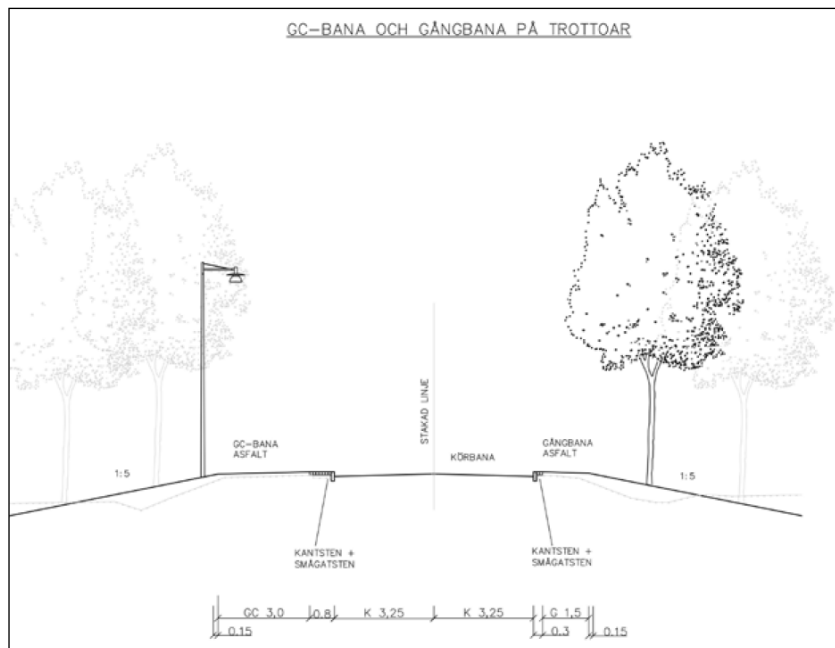 GC-BANA OCH GÅNGBANA PÅ TROTTOAR
STAKAD LINJE
GC-BANA
ASFALT
KÖRBANA
GÅNGBANA
ASFALT
1:5
1:5
KANTSTEN +
SMÅGATSTEN
KANTSTEN +
SMÅGATSTEN
GC 3,0
0.8
K 3,25
K 3,25
G 1,5
0.15
0.3
0.15